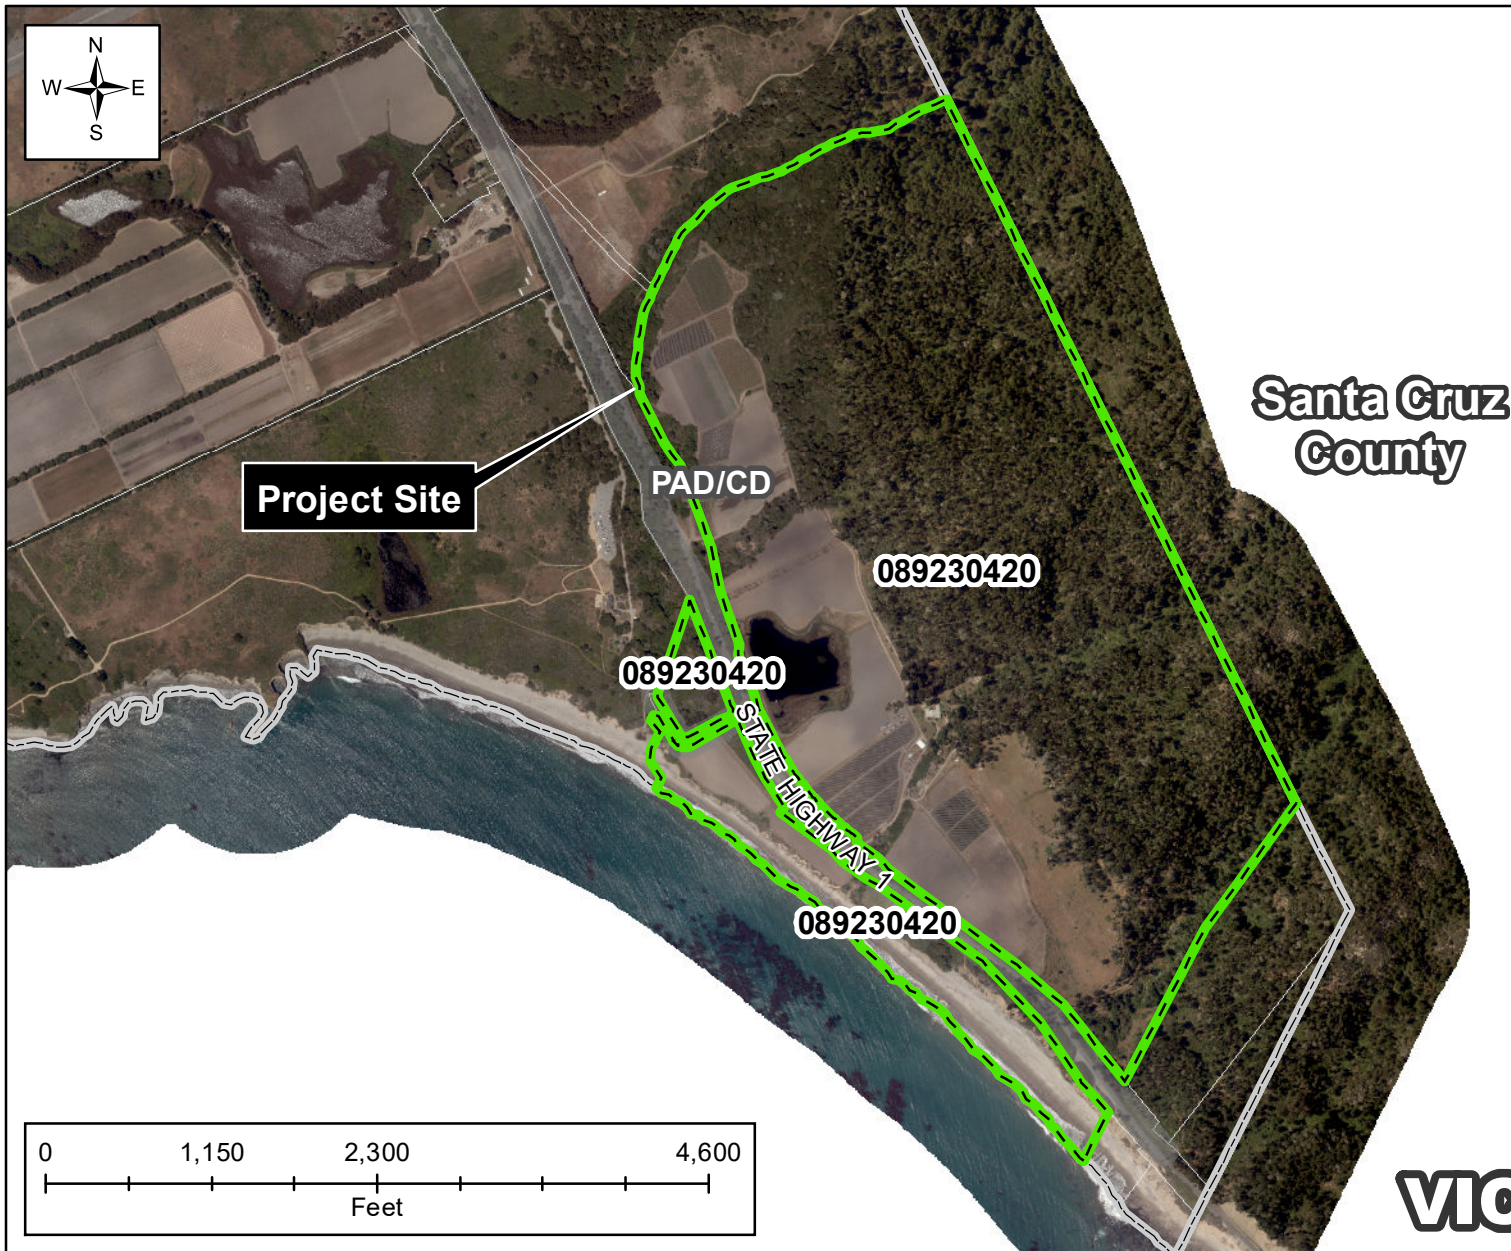 N
W E
S
Santa Cruz
County
Project Site
PAD/CD
089230420
089230420
STATE HIGHWAY 1
089230420
0 1,150 2,300 4,600
Feet
VIC